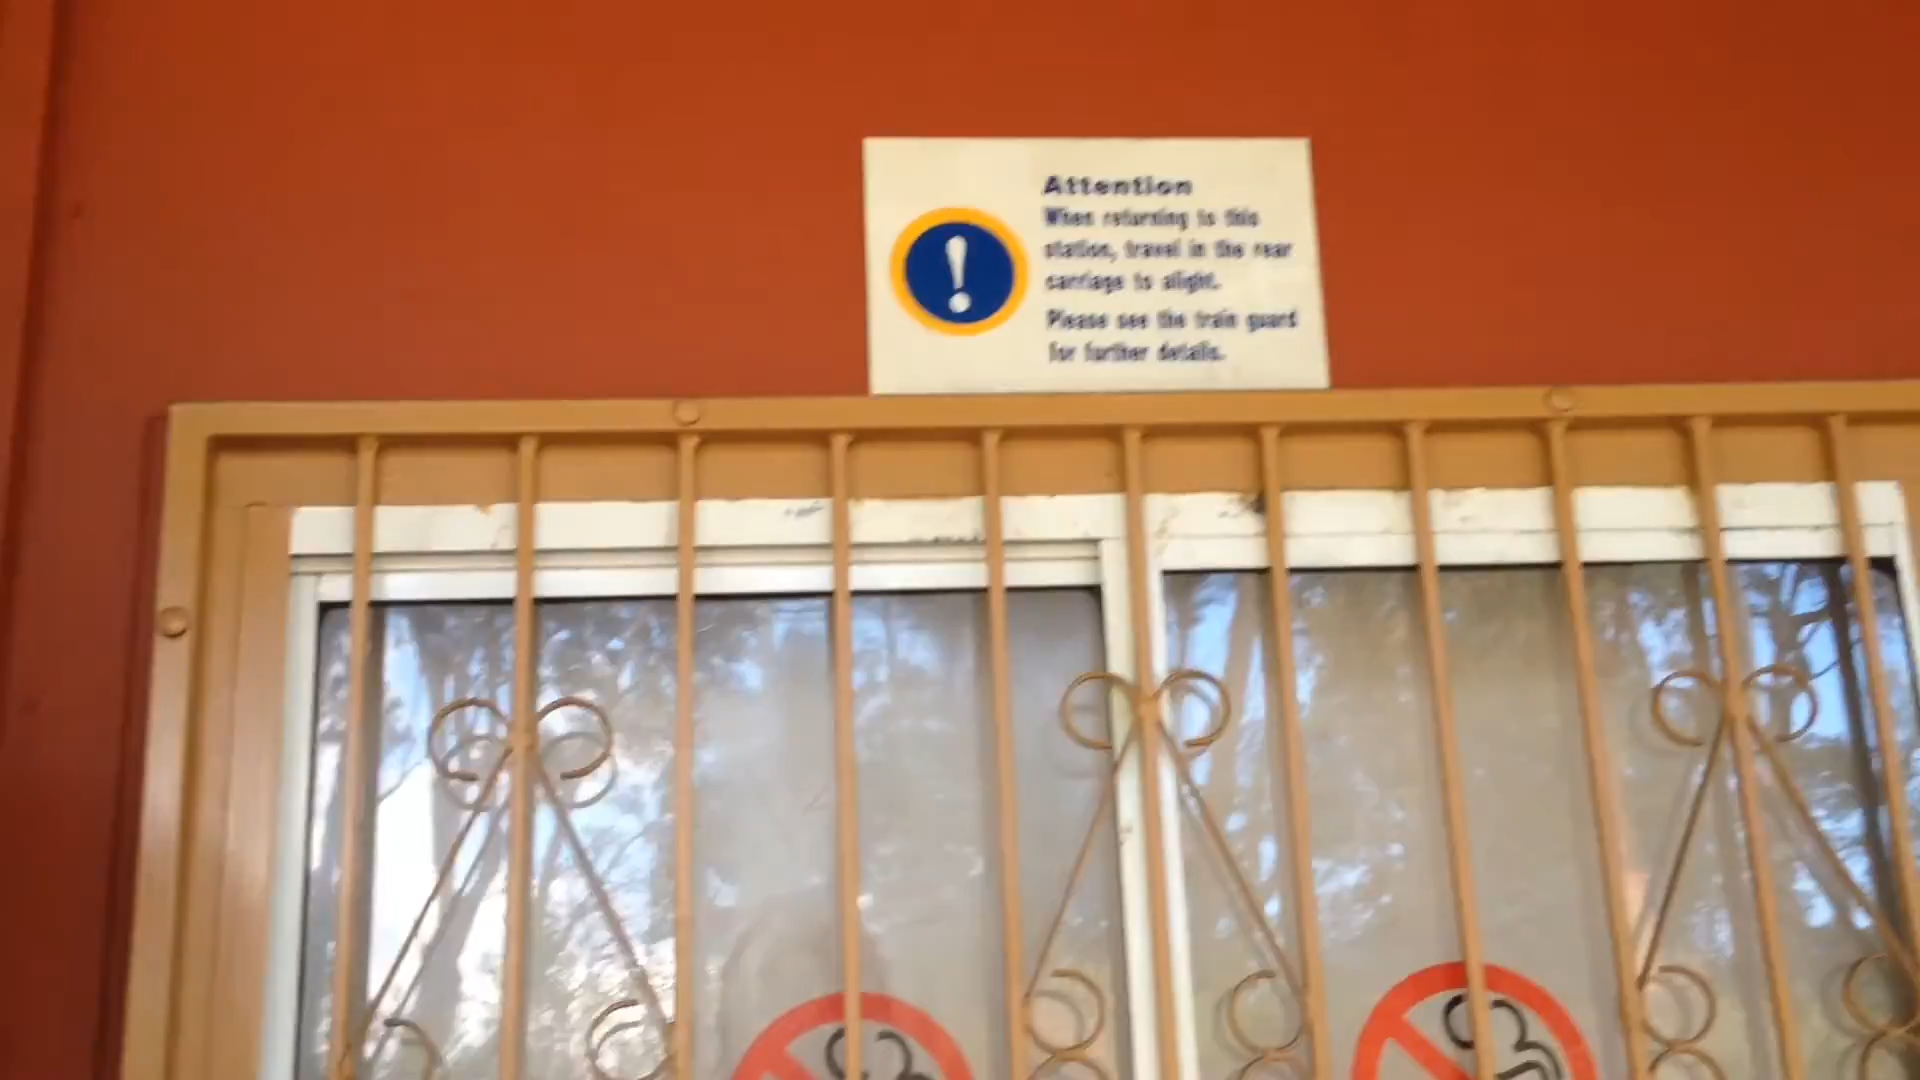 Attention
When returning to this
station, travel in the rear
carriage to alight.
Please see the train guard
for further details.